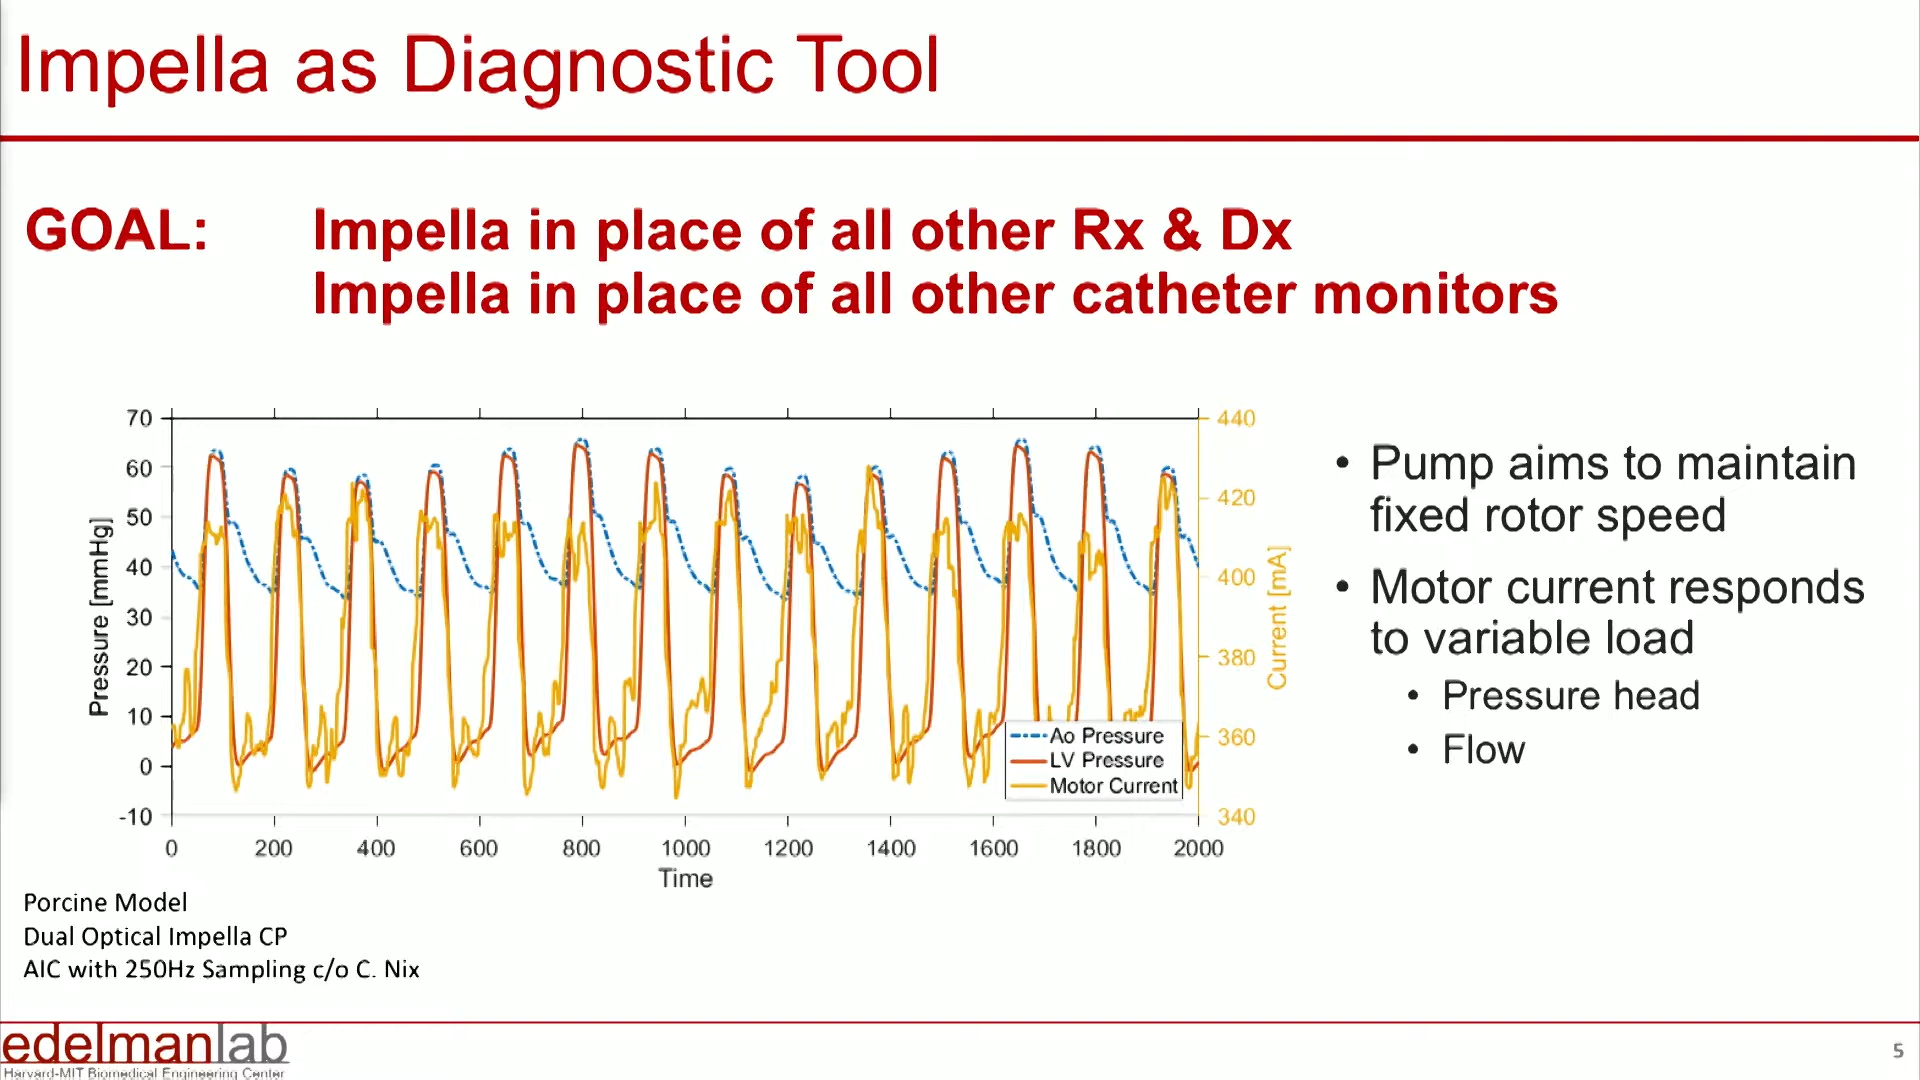 Impella as Diagnostic Tool
GOAL: Impella in place of all other Rx & Dx
Impella in place of all other catheter monitors
70
60
50
40
30
20
10
0
-10
Pressure [mmHg]
440
420
400
380
360
340
Current [mA]
Ao Pressure
LV Pressure
Motor Current
0 200 400 600 800 1000 1200 1400 1600 1800 2000
Time
• Pump aims to maintain
fixed rotor speed
• Motor current responds
to variable load
• Pressure head
• Flow
Porcine Model
Dual Optical Impella CP
AIC with 250Hz Sampling c/o C. Nix
edelmanlab
Harvard-MIT Biomedical Engineering Center
5